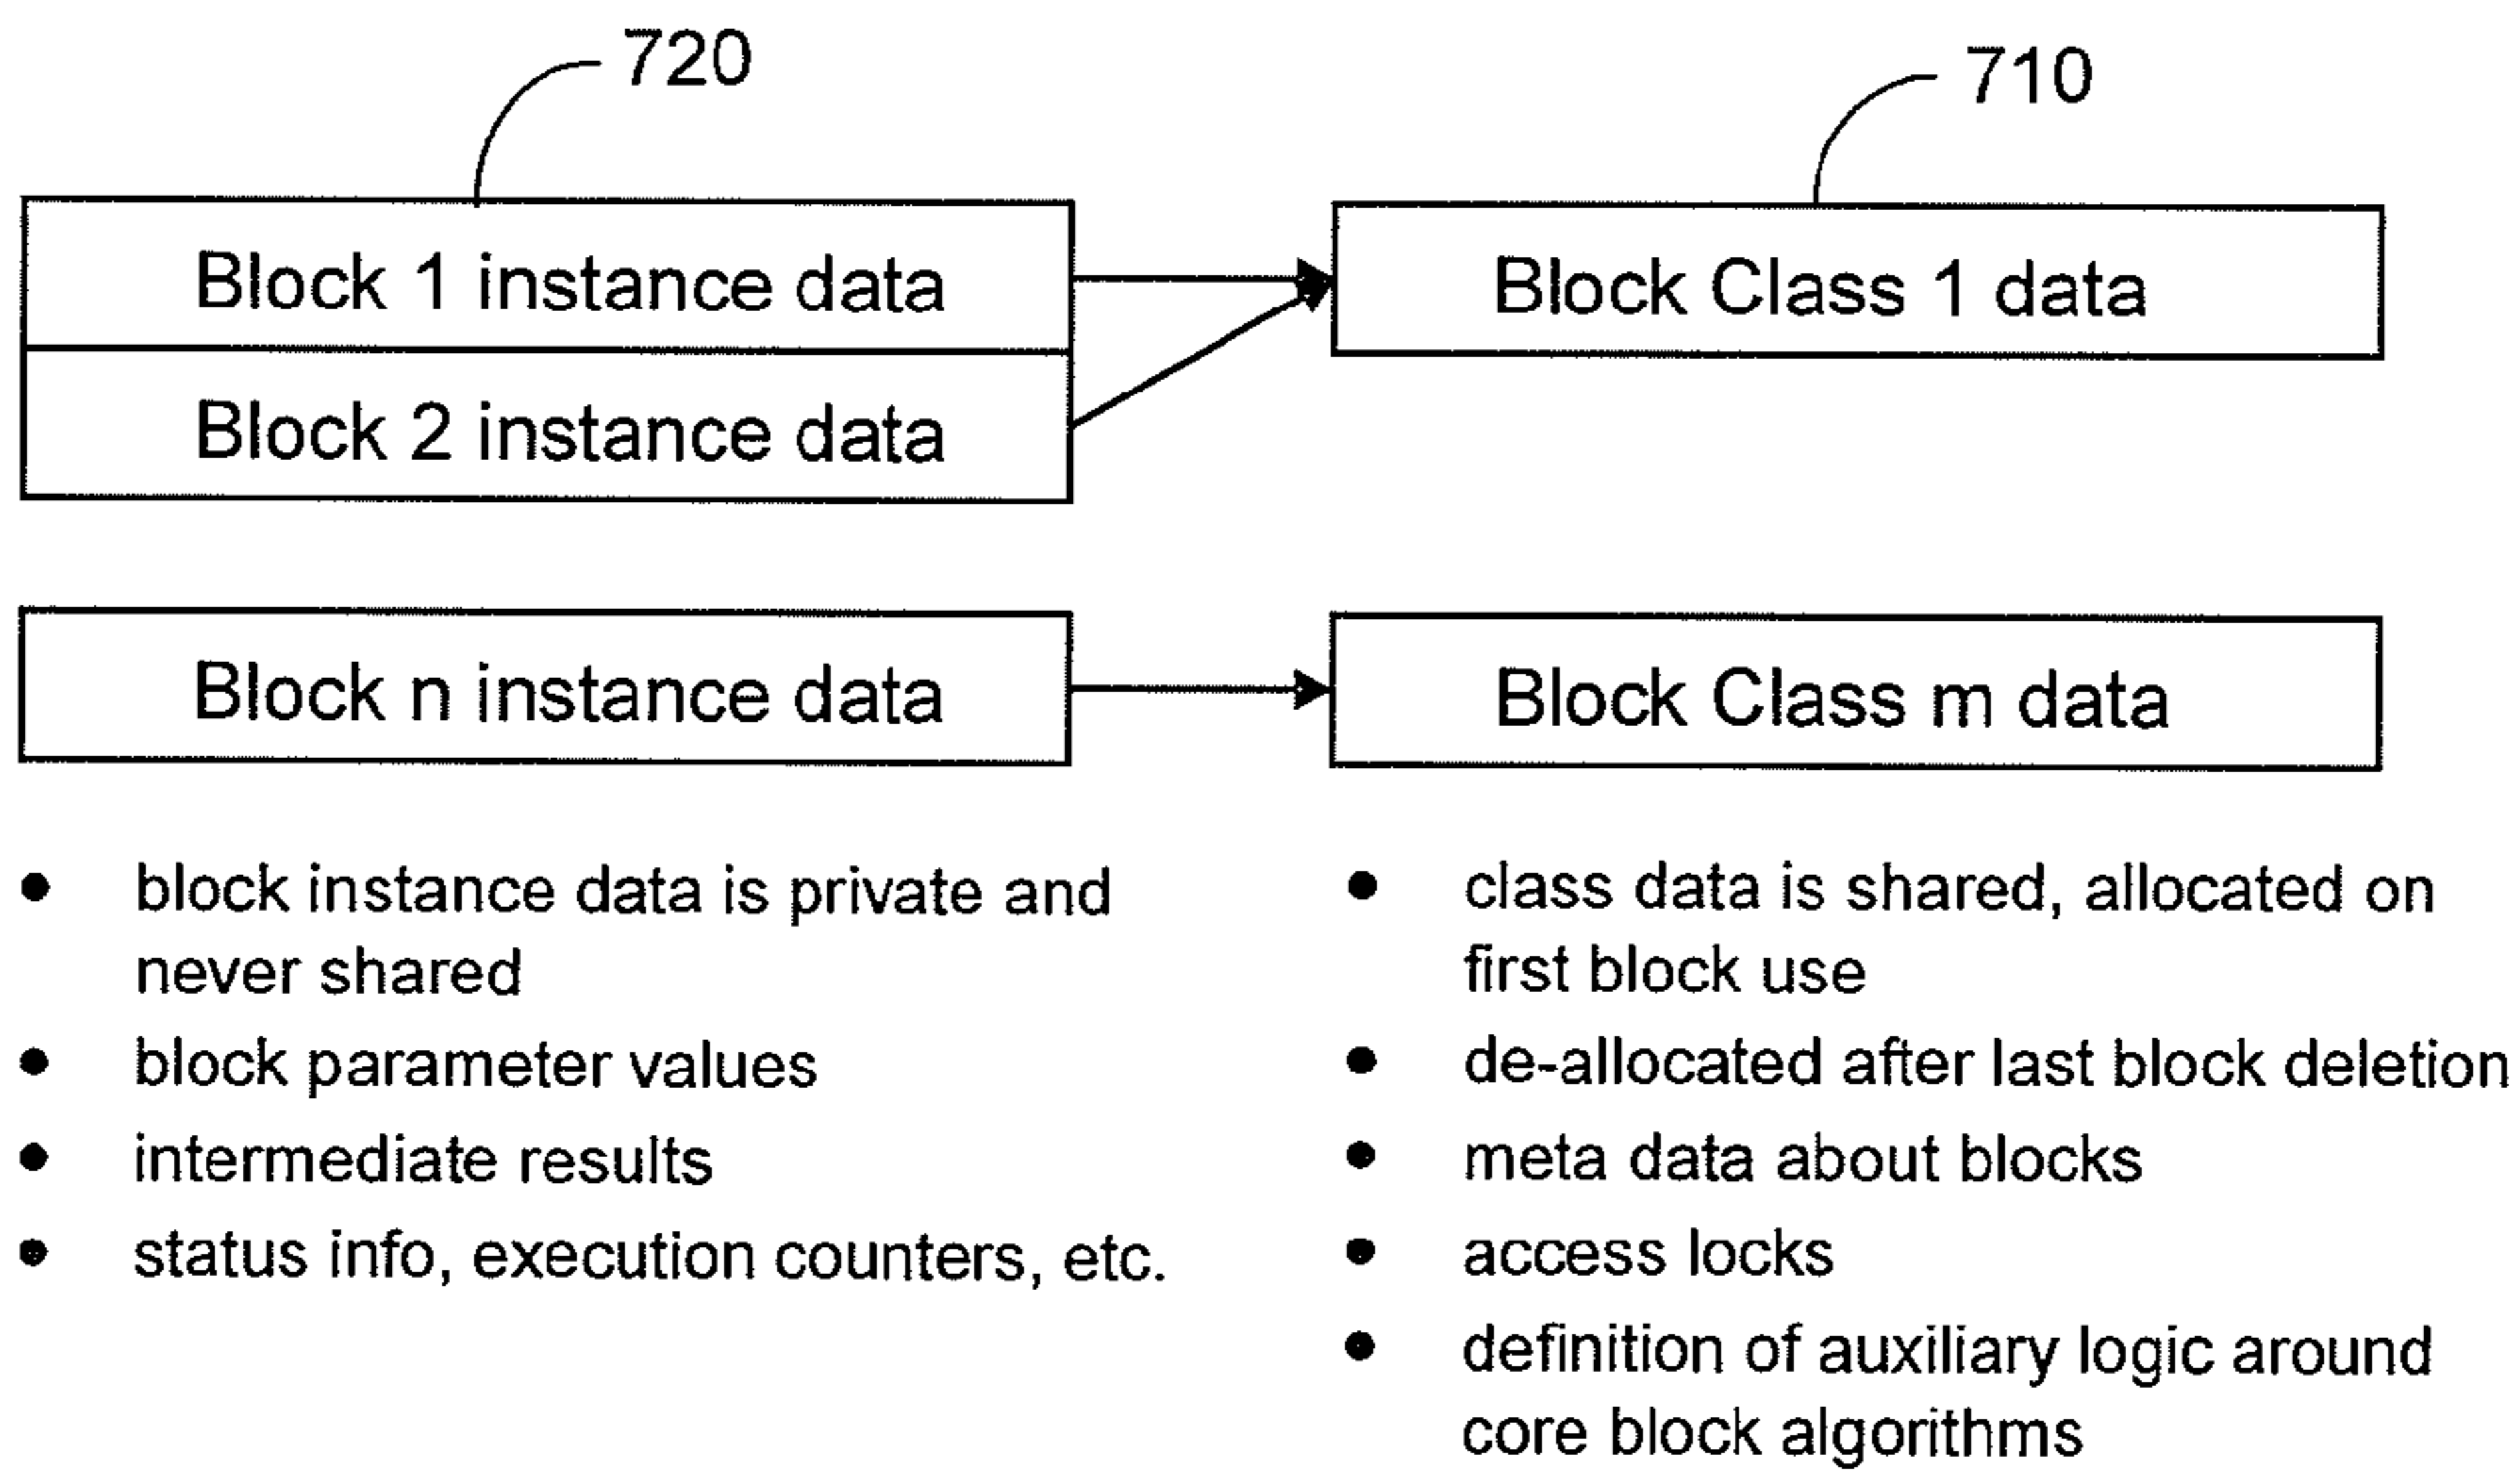 720
710
Block 1 instance data
Block Class 1 data
Block 2 instance data
Block n instance data
Block Class m data
• block instance data is private and
never shared
• block parameter values
• intermediate results
• status info, execution counters, etc.
• class data is shared, allocated on
first block use
• de-allocated after last block deletion
• meta data about blocks
• access locks
• definition of auxiliary logic around
core block algorithms